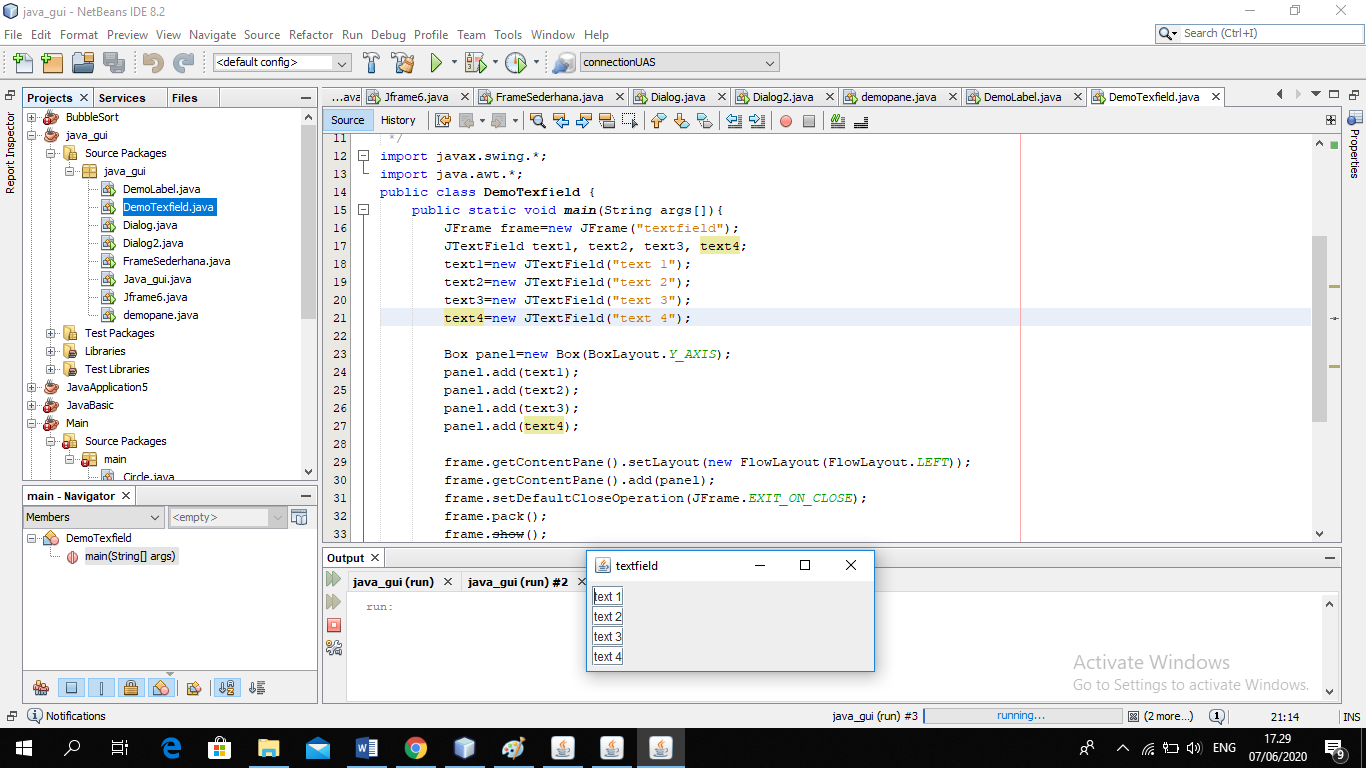 java_gui - NetBeans IDE 8.2
File Edit Format Preview View Navigate Source Refactor Run Debug Profile Team Tools Window Help
Search (Ctrl+I)
<default config>
connectionUAS
Projects Services Files
...ava Jframe6.java FrameSederhana.java Dialog.java Dialog2.java demopane.java DemoLabel.java DemoTexfield.java
Report Inspector
Properties
BubbleSort
java_gui
Source Packages
java_gui
DemoLabel.java
DemoTexfield.java
Dialog.java
Dialog2.java
FrameSederhana.java
Java_gui.java
Jframe6.java
demopane.java
Test Packages
Libraries
Test Libraries
JavaApplication5
JavaBasic
Main
Source Packages
main
Circle.java
Source History
11 */
12 import javax.swing.*;
13 import java.awt.*;
14 public class DemoTexfield {
15 public static void main(String args[]){
16 JFrame frame=new JFrame("textfield");
17 JTextField text1, text2, text3, text4;
18 text1=new JTextField("text 1");
19 text2=new JTextField("text 2");
20 text3=new JTextField("text 3");
21 text4=new JTextField("text 4");
22
23 Box panel=new Box(BoxLayout.Y_AXIS);
24 panel.add(text1);
25 panel.add(text2);
26 panel.add(text3);
27 panel.add(text4);
28
29 frame.getContentPane().setLayout(new FlowLayout(FlowLayout.LEFT));
30 frame.getContentPane().add(panel);
31 frame.setDefaultCloseOperation(JFrame.EXIT_ON_CLOSE);
32 frame.pack();
33 frame.show();
main - Navigator
Members <empty>
DemoTexfield
main(String[] args)
Output
java_gui (run) java_gui (run) #2
run:
textfield
text 1
text 2
text 3
text 4
Activate Windows
Go to Settings to activate Windows.
Notifications
java_gui (run) #3 running... (2 more...) 1 21:14 INS
ENG
17.29
07/06/2020
9